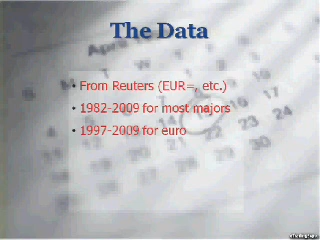 The Data
• From Reuters (EUR=, etc.)
• 1982-2009 for most majors
• 1997-2009 for euro